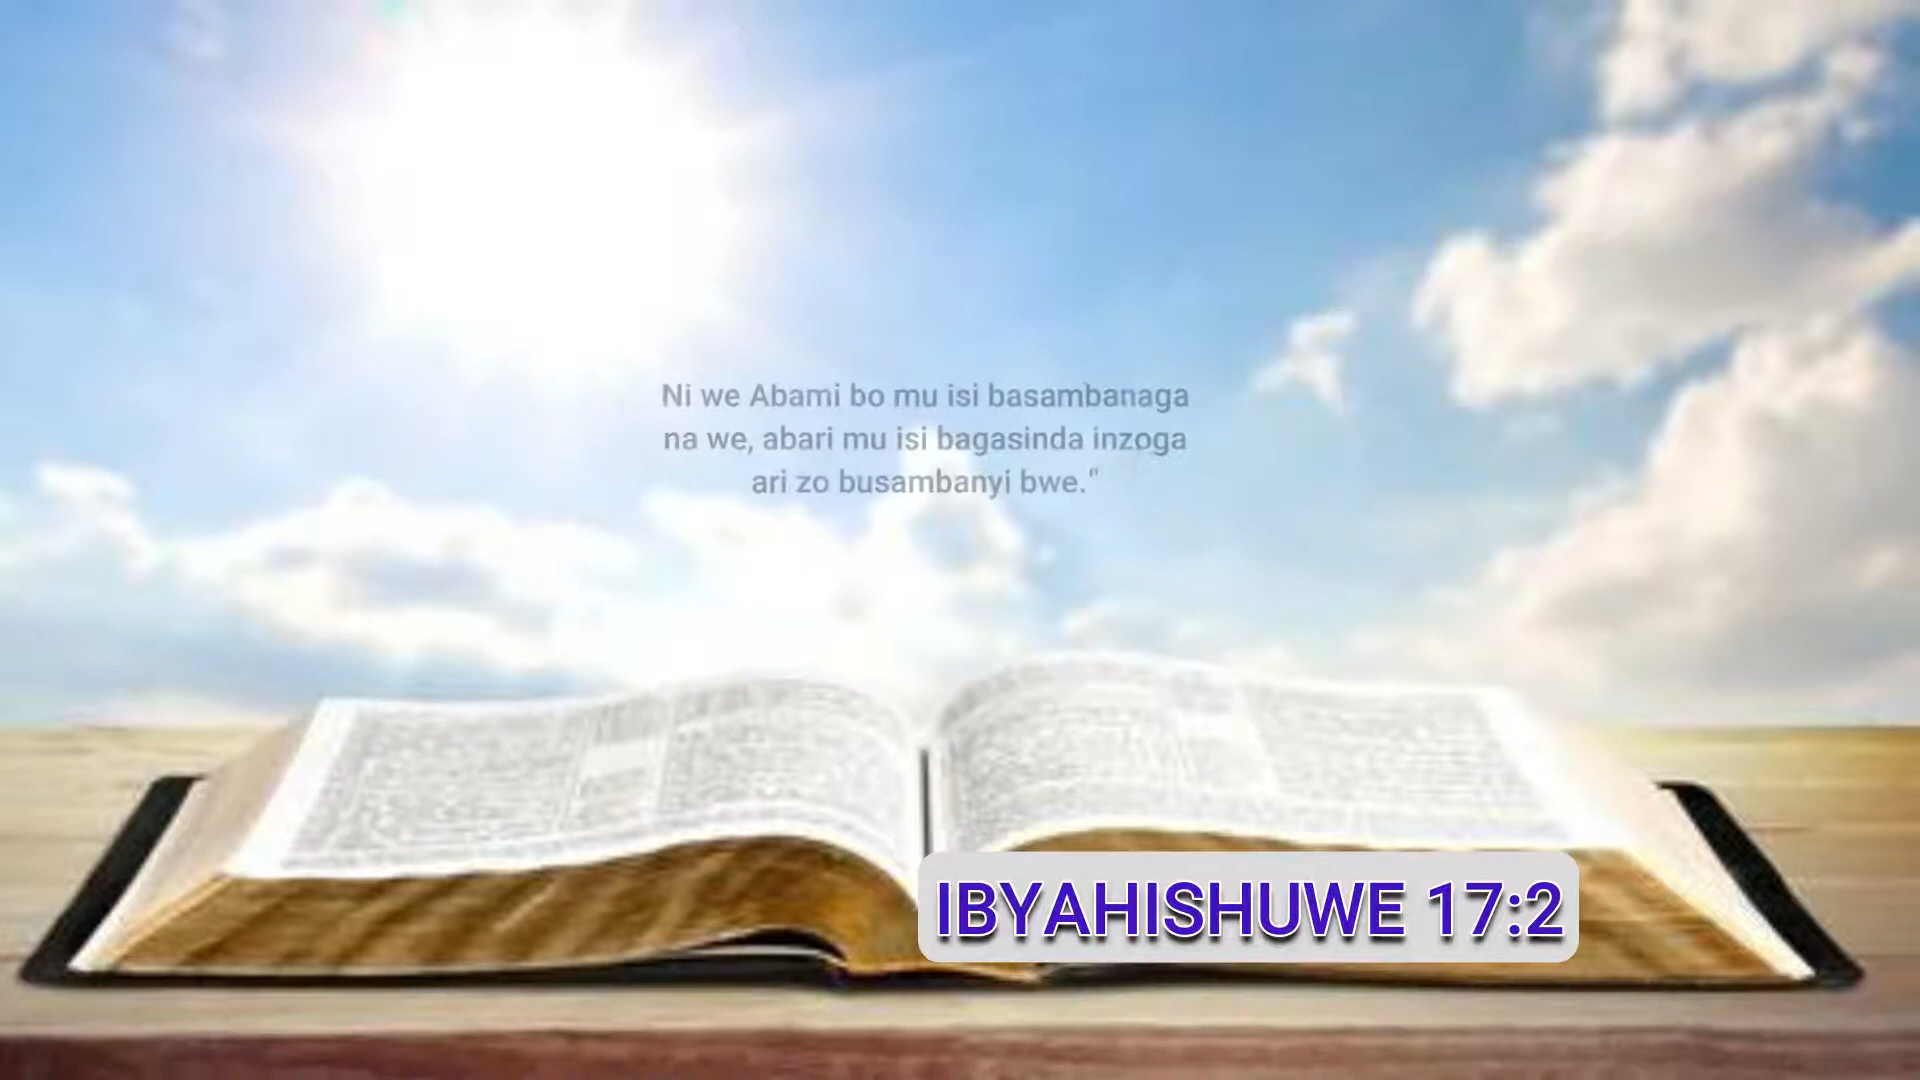 Ni we Abami bo mu isi basambanaga
na we, abari mu isi bagasinda inzoga
ari zo busambanyi bwe."
IBYAHISHUWE 17:2